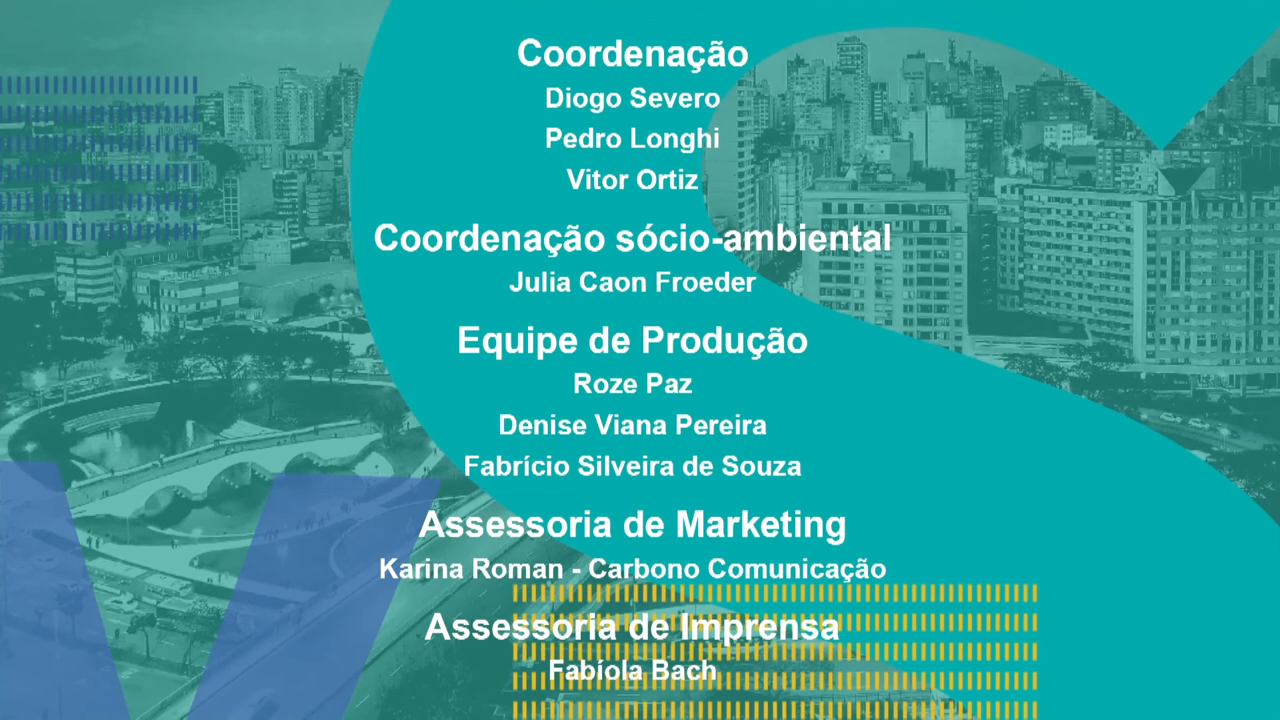 Coordenação
Diogo Severo
Pedro Longhi
Vitor Ortiz
Coordenação sócio-ambiental
Julia Caon Froeder
Equipe de Produção
Roze Paz
Denise Viana Pereira
Fabrício Silveira de Souza
Assessoria de Marketing
Karina Roman - Carbono Comunicação
Assessoria de Imprensa
Fabíola Bach